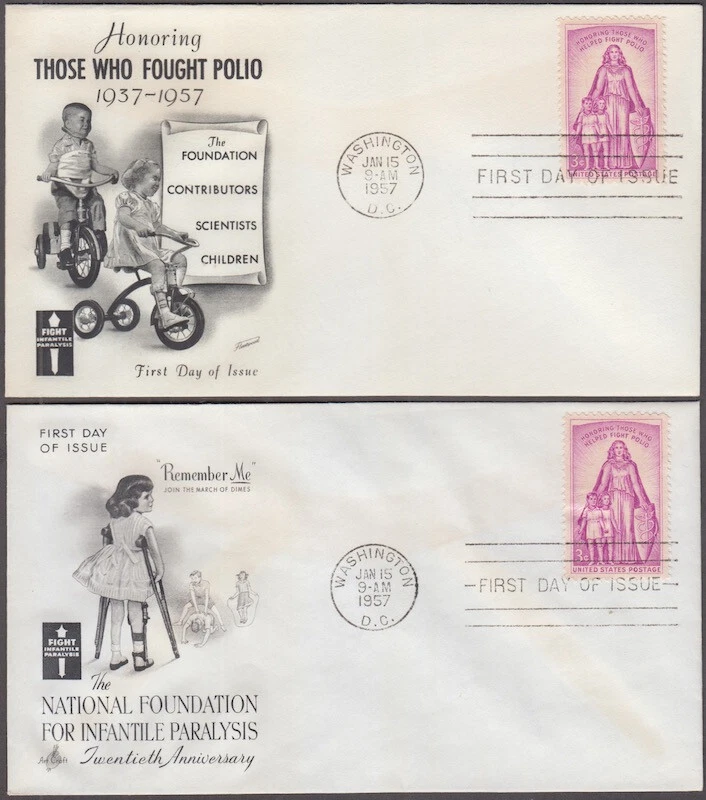 Honoring
THOSE WHO FOUGHT POLIO
1937-1957
The
FOUNDATION
CONTRIBUTORS
SCIENTISTS
CHILDREN
FIGHT
INFANTILE
PARALYSIS
First Day of Issue
WASHINGTON
JAN 15
9-AM
1957
D.C.
HONORING THOSE WHO
HELPED FIGHT POLIO
3¢
UNITED STATES POSTAGE
FIRST DAY OF ISSUE
FIRST DAY
OF ISSUE
"Remember Me"
JOIN THE MARCH OF DIMES
FIGHT
INFANTILE
PARALYSIS
The
NATIONAL FOUNDATION
FOR INFANTILE PARALYSIS
Art Craft
Twentieth Anniversary
WASHINGTON
JAN 15
9-AM
1957
D.C.
HONORING THOSE WHO
HELPED FIGHT POLIO
3¢
UNITED STATES POSTAGE
FIRST DAY OF ISSUE